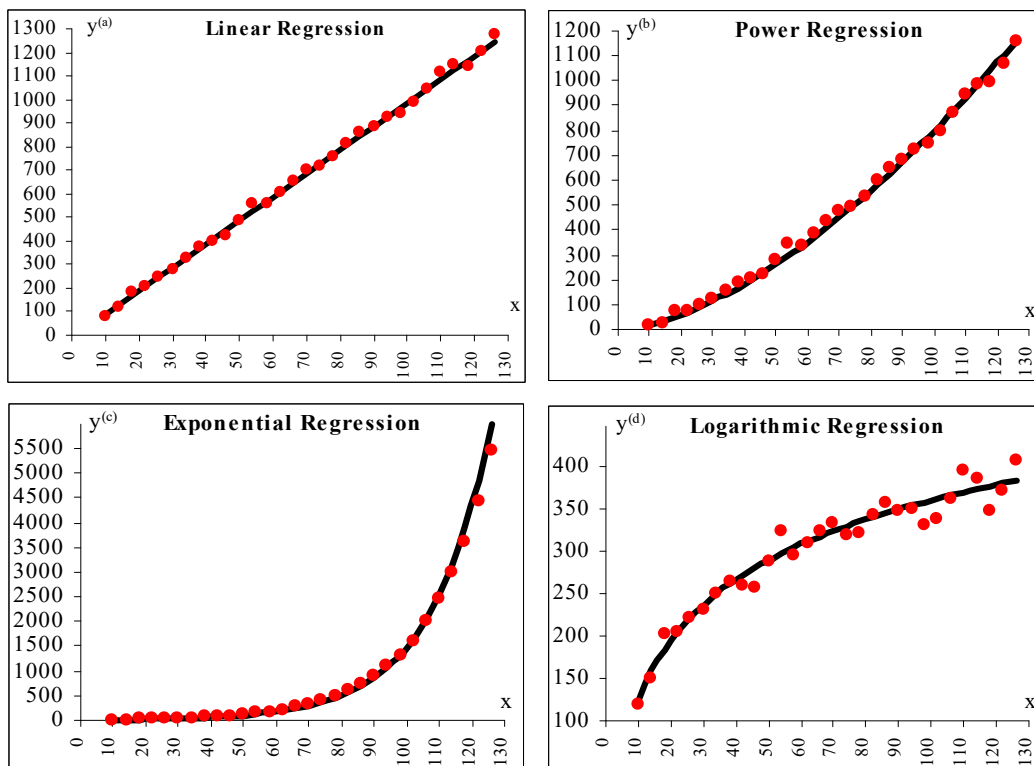 y(a)
Linear Regression
1300
1200
1100
1000
900
800
700
600
500
400
300
200
100
0
x
0 10 20 30 40 50 60 70 80 90 100 110 120 130
y(b)
Power Regression
1200
1100
1000
900
800
700
600
500
400
300
200
100
0
x
0 10 20 30 40 50 60 70 80 90 100 110 120 130
y(c)
Exponential Regression
5500
5000
4500
4000
3500
3000
2500
2000
1500
1000
500
0
x
0 10 20 30 40 50 60 70 80 90 100 110 120 130
y(d)
Logarithmic Regression
400
350
300
250
200
150
100
x
0 10 20 30 40 50 60 70 80 90 100 110 120 130